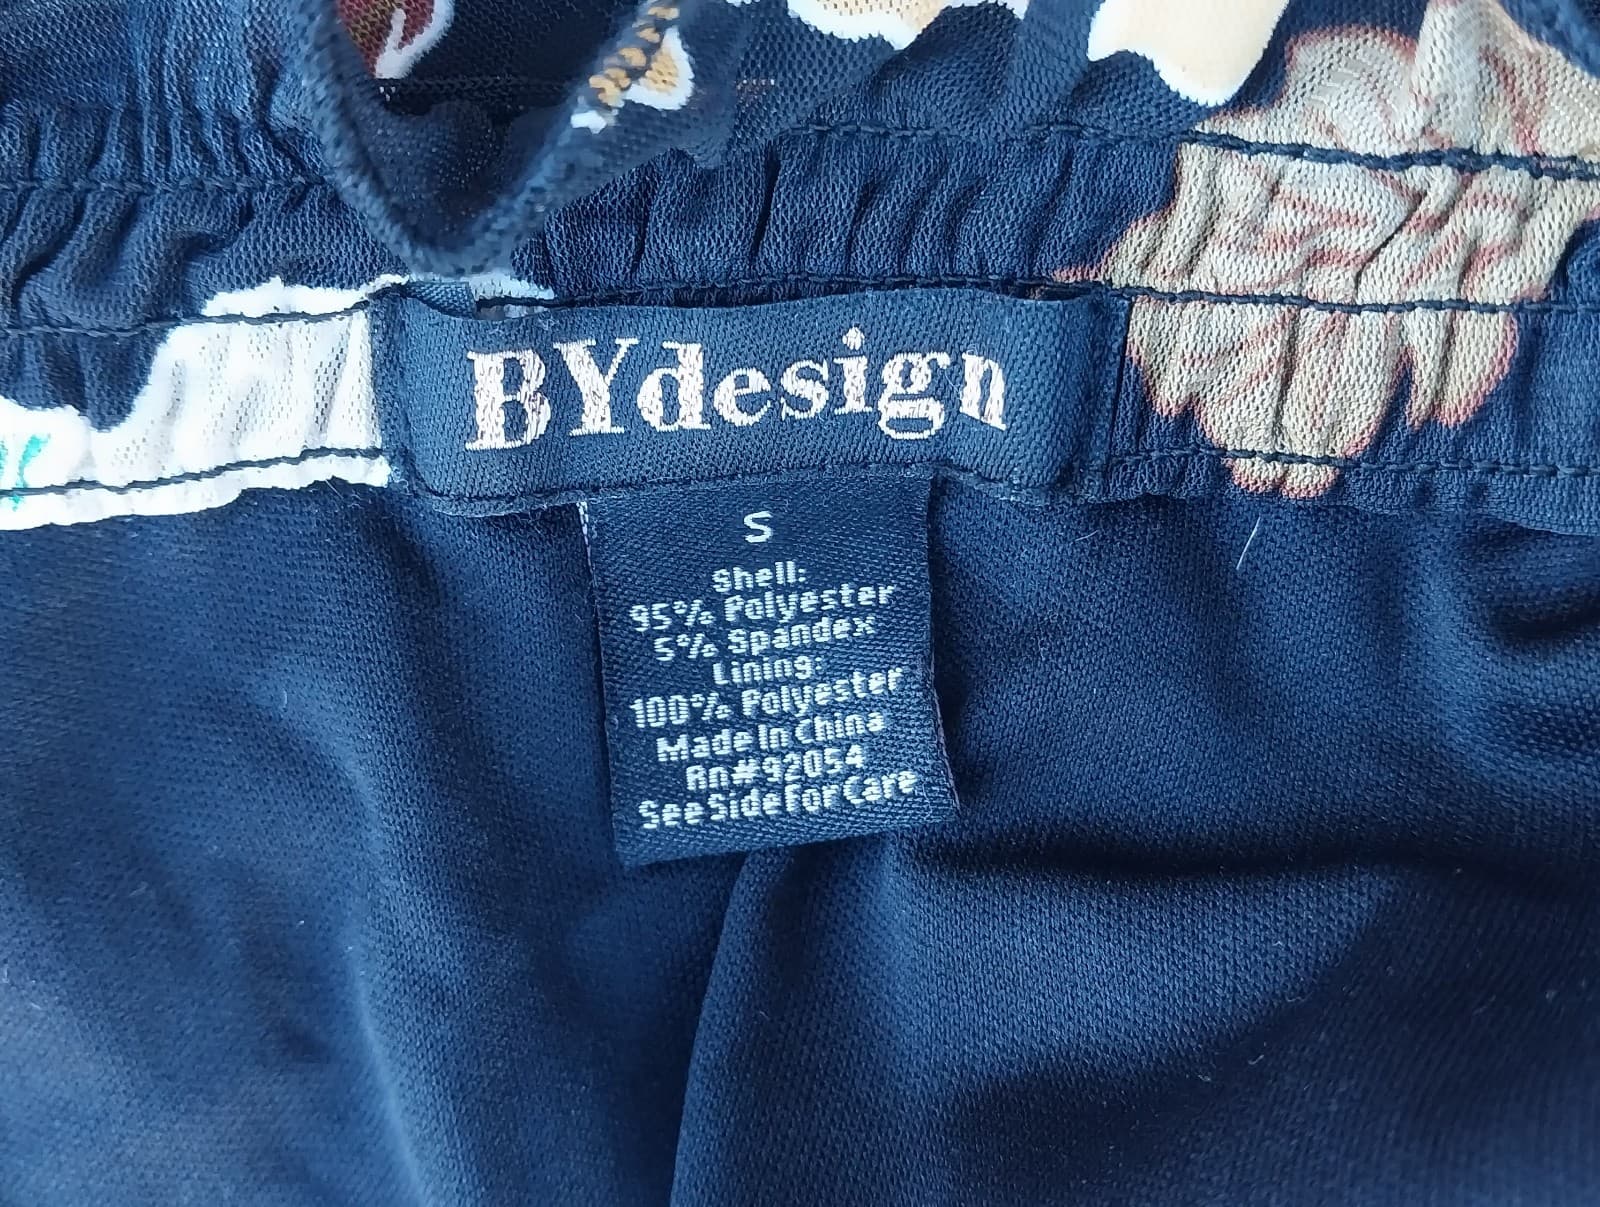 BYdesign
S
Shell:
95% Polyester
5% Spandex
Lining:
100% Polyester
Made In China
Rn#92054
See Side For Care